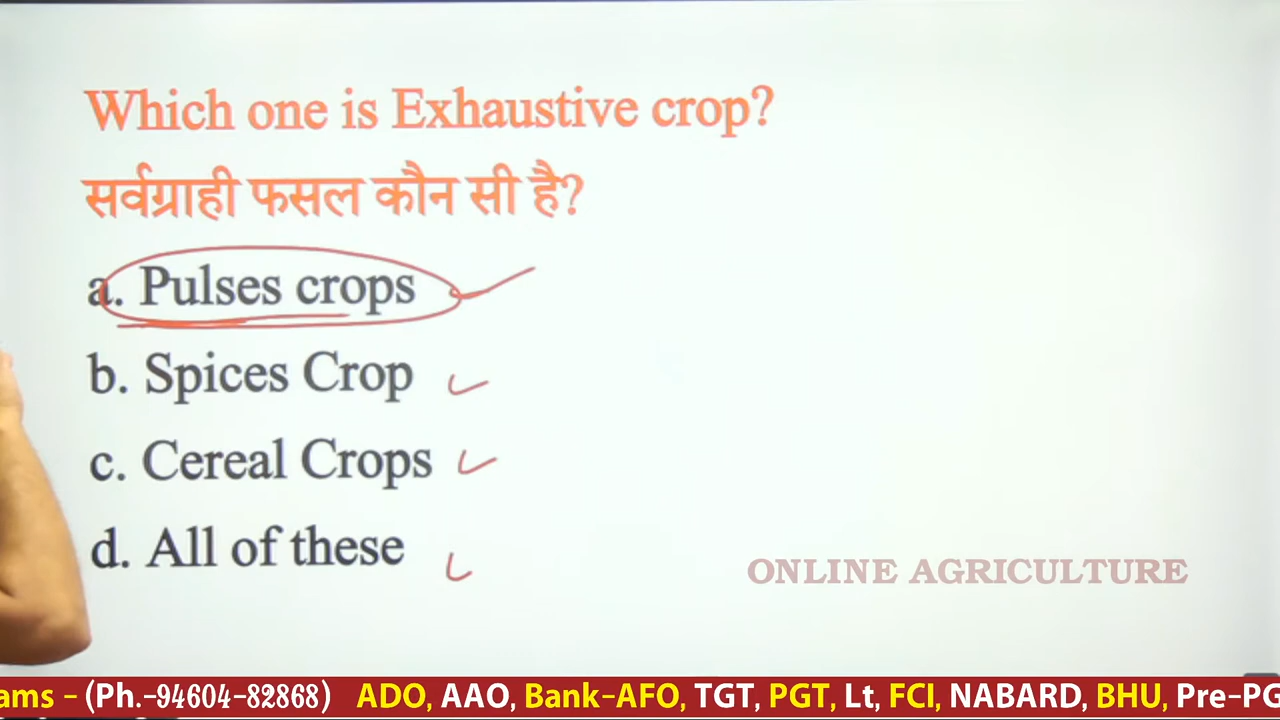 Which one is Exhaustive crop?
सर्वग्राही फसल कौन सी है?
a. Pulses crops
b. Spices Crop
c. Cereal Crops
d. All of these
ONLINE AGRICULTURE
ams - (Ph.-94604-82868) ADO, AAO, Bank-AFO, TGT, PGT, Lt, FCI, NABARD, BHU, Pre-PG